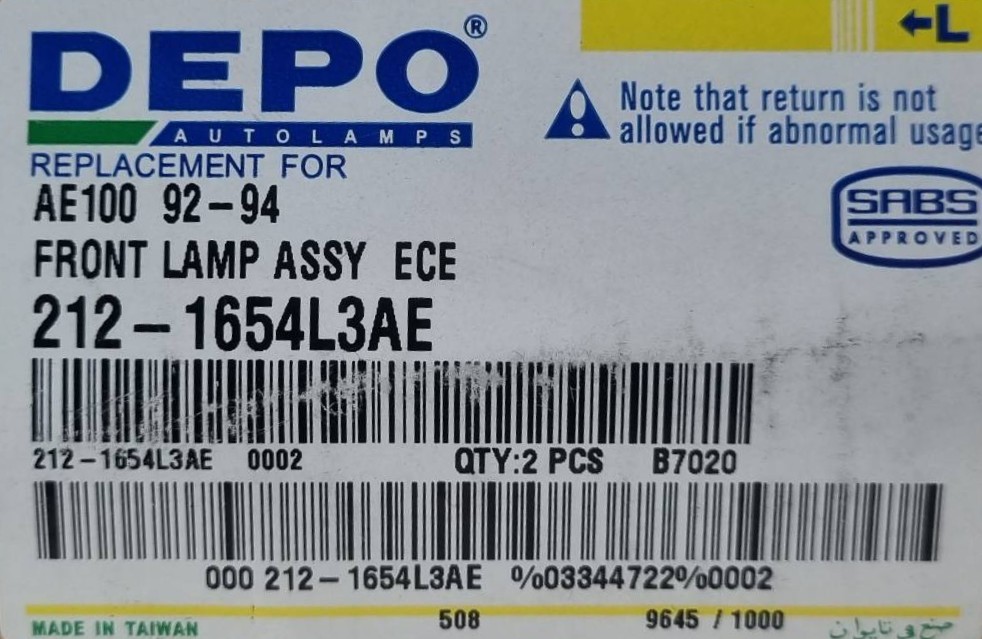 DEPO®
←L
AUTOLAMPS
Note that return is not
allowed if abnormal usage
REPLACEMENT FOR
AE100 92-94
SABS
APPROVED
FRONT LAMP ASSY ECE
212-1654L3AE
212-1654L3AE 0002 QTY:2 PCS B7020
000 212-1654L3AE %03344722%0002
MADE IN TAIWAN 508 9645 / 1000